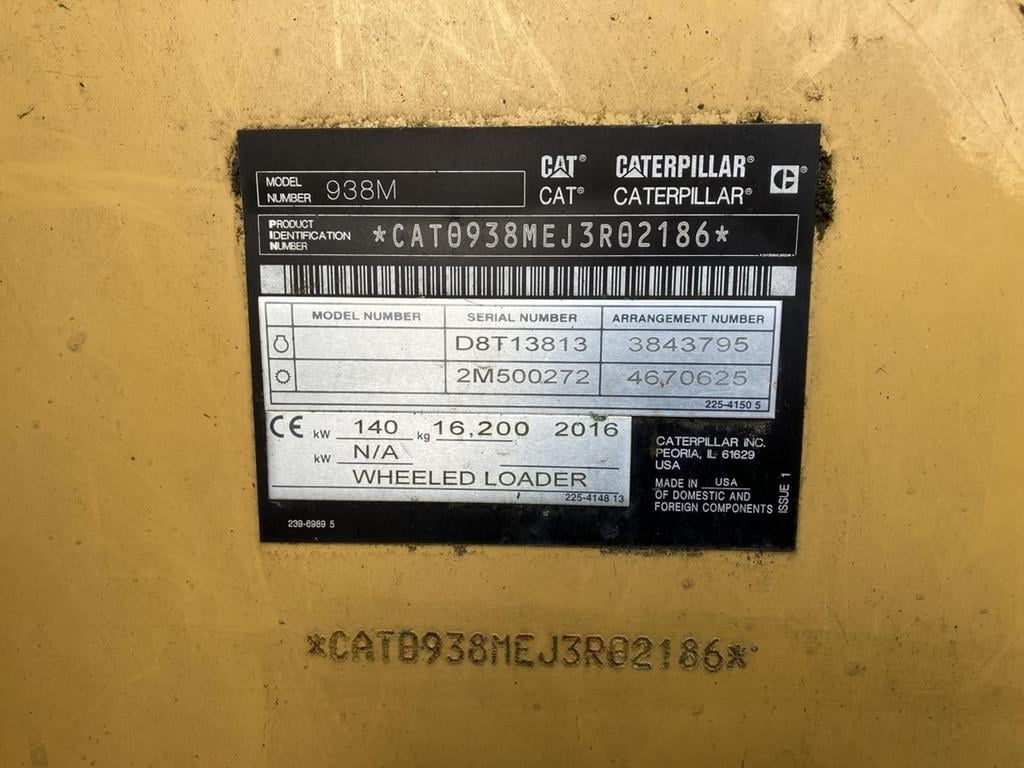 MODEL NUMBER 938M
CAT® CATERPILLAR®
CAT® CATERPILLAR®
PRODUCT IDENTIFICATION NUMBER *CAT0938MEJ3R02186*
MODEL NUMBER SERIAL NUMBER ARRANGEMENT NUMBER
D8T13813 3843795
2M500272 4670625
225-4150 5
CE kW 140 kg 16,200 2016
kW N/A
WHEELED LOADER
225-4148 13
239-6989 5
CATERPILLAR INC.
PEORIA, IL 61629
USA
MADE IN USA
OF DOMESTIC AND
FOREIGN COMPONENTS
ISSUE 1
*CAT0938MEJ3R02186*